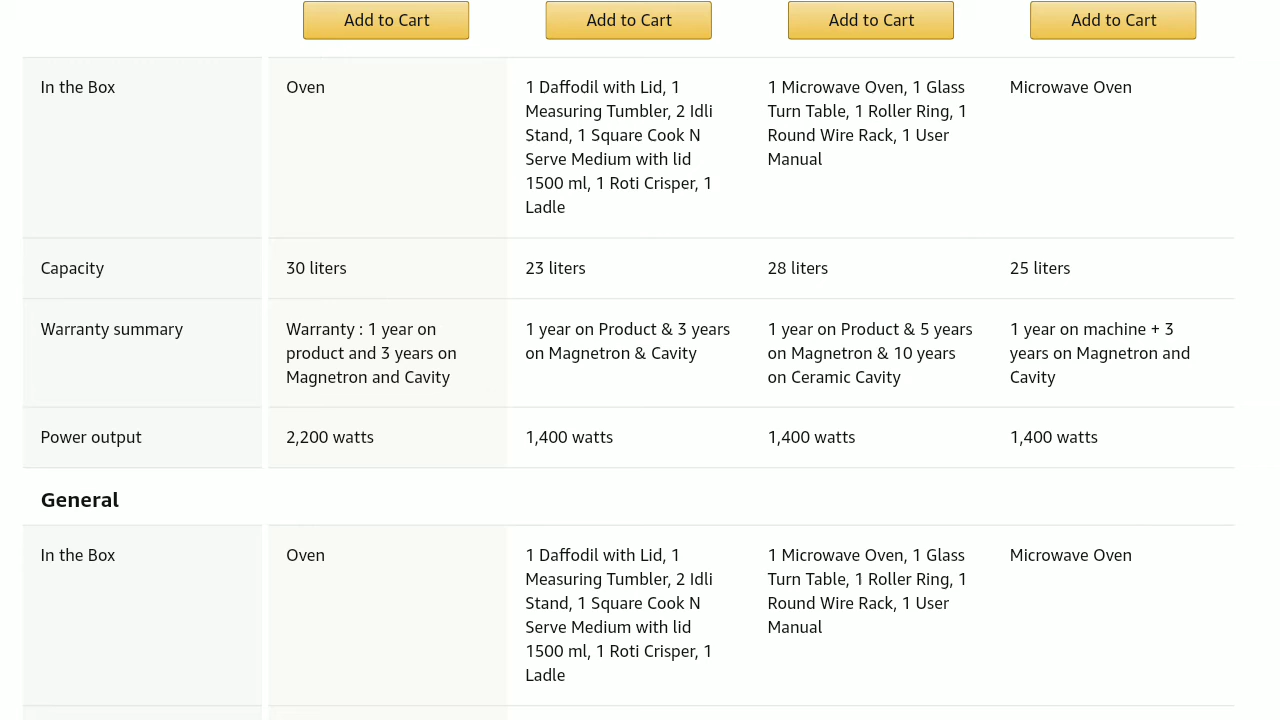 Add to Cart Add to Cart Add to Cart Add to Cart
In the Box Oven 1 Daffodil with Lid, 1 1 Microwave Oven, 1 Glass Microwave Oven
Measuring Tumbler, 2 Idli Turn Table, 1 Roller Ring, 1
Stand, 1 Square Cook N Round Wire Rack, 1 User
Serve Medium with lid Manual
1500 ml, 1 Roti Crisper, 1
Ladle
Capacity 30 liters 23 liters 28 liters 25 liters
Warranty summary Warranty : 1 year on 1 year on Product & 3 years 1 year on Product & 5 years 1 year on machine + 3
product and 3 years on on Magnetron & Cavity on Magnetron & 10 years years on Magnetron and
Magnetron and Cavity on Ceramic Cavity Cavity
Power output 2,200 watts 1,400 watts 1,400 watts 1,400 watts
General
In the Box Oven 1 Daffodil with Lid, 1 1 Microwave Oven, 1 Glass Microwave Oven
Measuring Tumbler, 2 Idli Turn Table, 1 Roller Ring, 1
Stand, 1 Square Cook N Round Wire Rack, 1 User
Serve Medium with lid Manual
1500 ml, 1 Roti Crisper, 1
Ladle